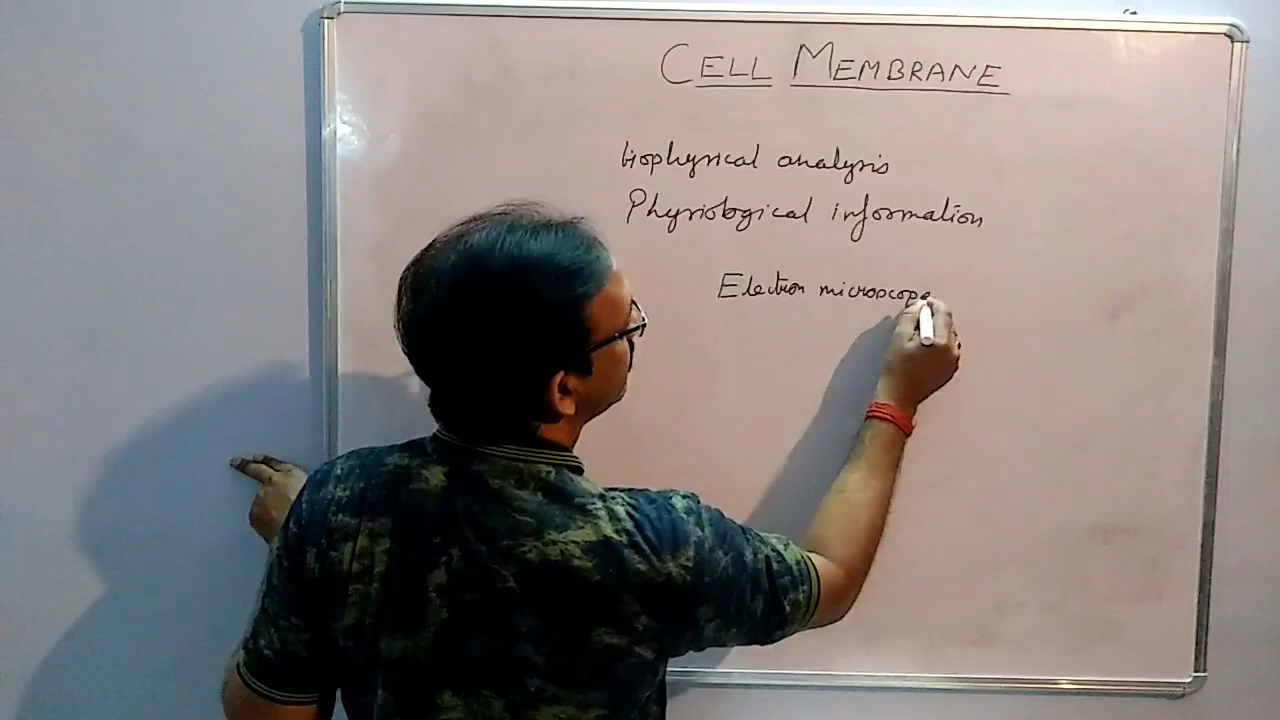 CELL MEMBRANE
Biophysical analysis
Physiological information
Electron microscope